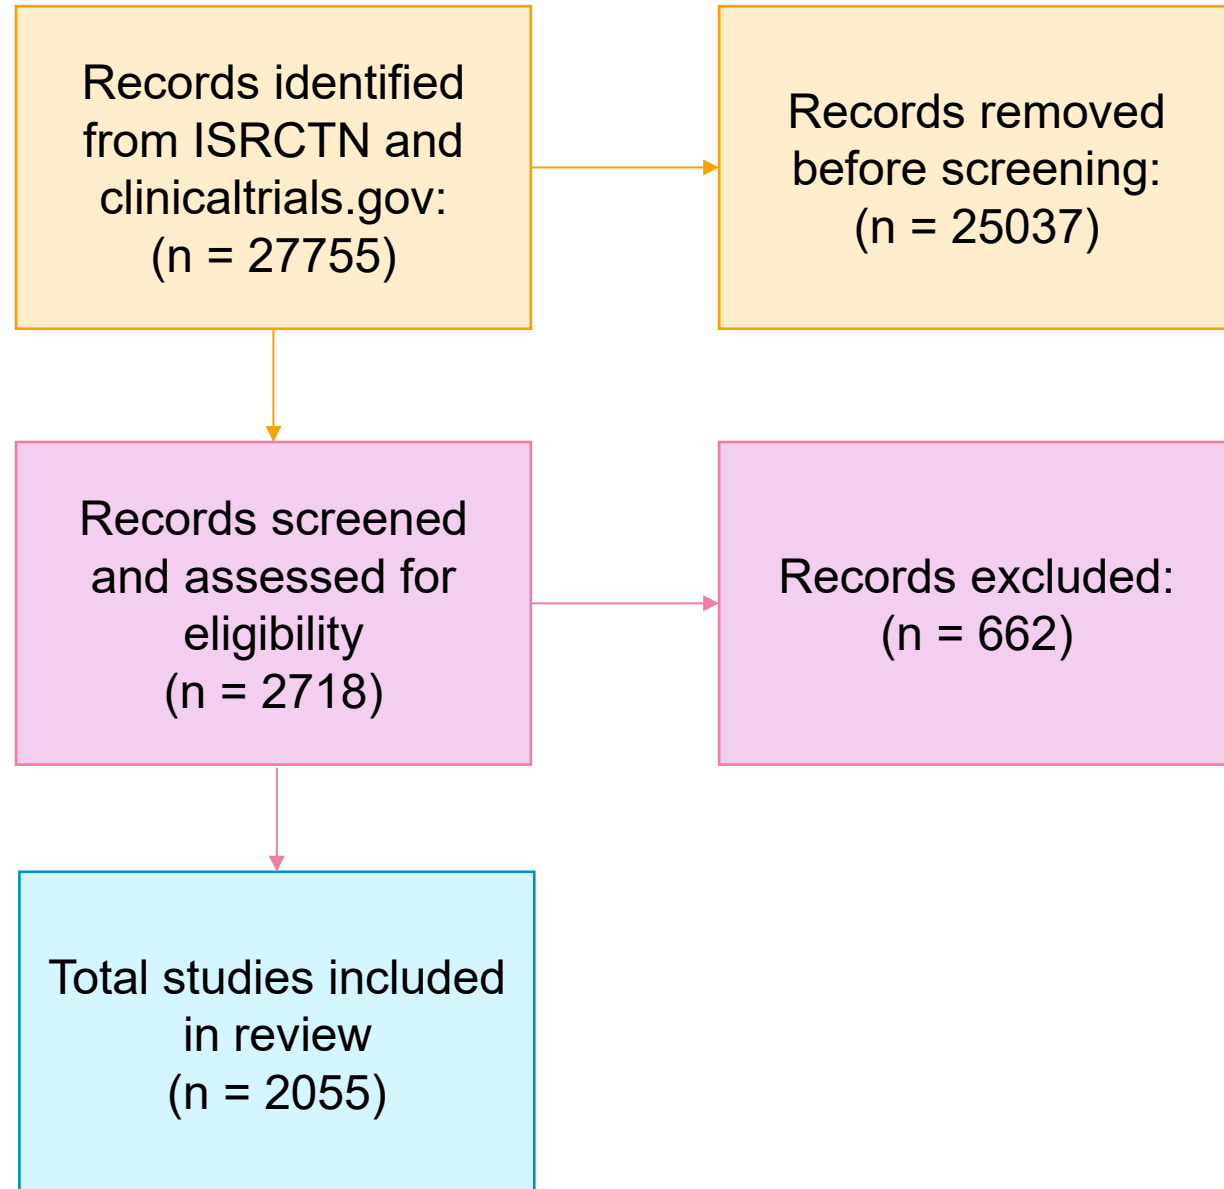 Records identified
from ISRCTN and
clinicaltrials.gov:
(n = 27755)
Records removed
before screening:
(n = 25037)
Records screened
and assessed for
eligibility
(n = 2718)
Records excluded:
(n = 662)
Total studies included
in review
(n = 2055)